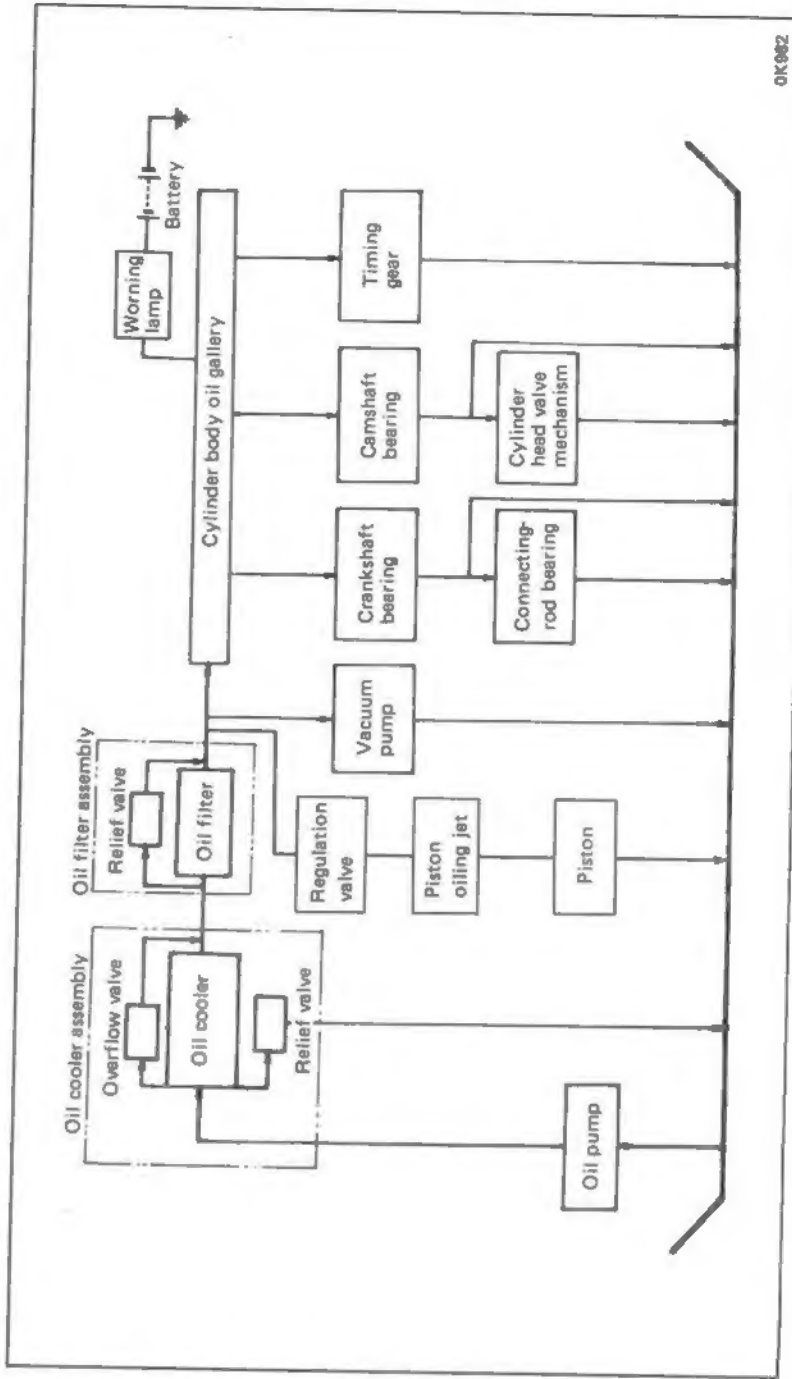 Oil cooler assembly
Overflow valve
Oil cooler
Relief valve
Oil filter assembly
Relief valve
Oil filter
Worning
lamp
Battery
Cylinder body oil gallery
Regulation
valve
Piston
oiling jet
Piston
Vacuum
pump
Crankshaft
bearing
Connecting-
rod bearing
Camshaft
bearing
Cylinder
head valve
mechanism
Timing
gear
Oil pump
OK962